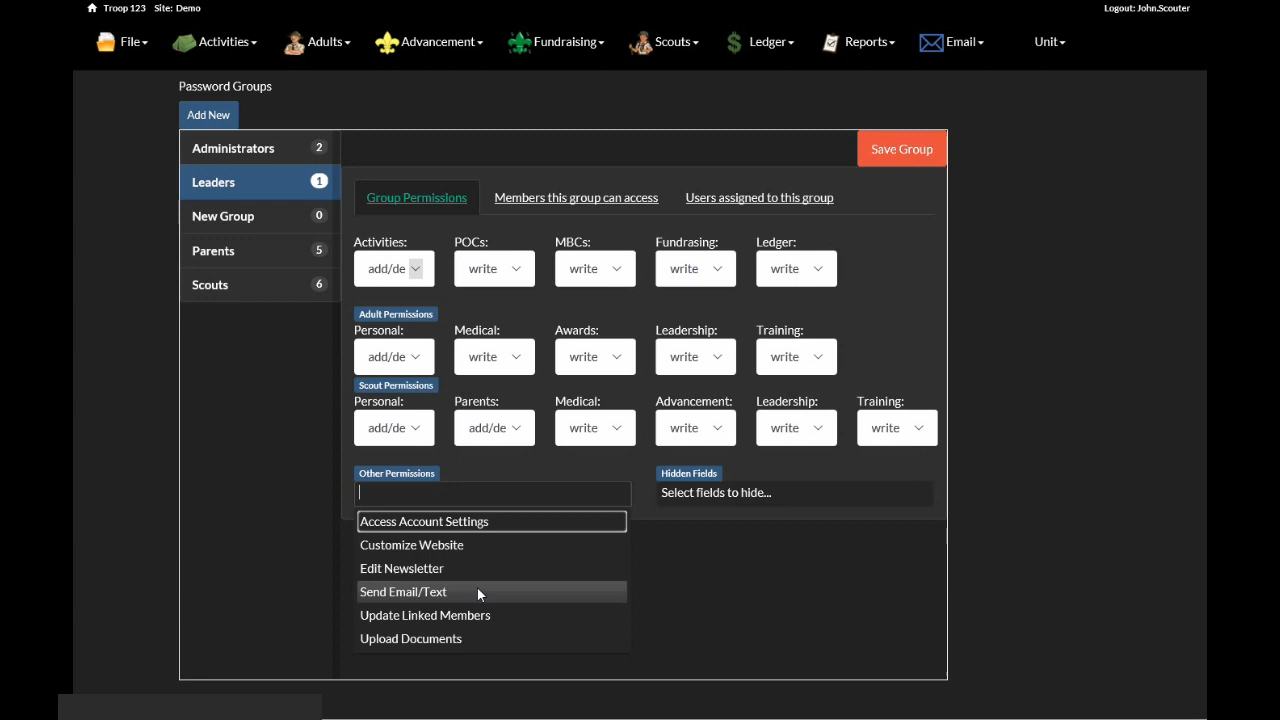 Troop 123 Site: Demo Logout: John.Scouter
File Activities Adults Advancement Fundraising Scouts Ledger Reports Email Unit
Password Groups
Add New
Administrators 2
Save Group
Leaders 1
Group Permissions Members this group can access Users assigned to this group
New Group 0
Parents 5
Scouts 6
Activities: POCs: MBCs: Fundrasing: Ledger:
add/de write write write write
Adult Permissions
Personal: Medical: Awards: Leadership: Training:
add/de write write write write
Scout Permissions
Personal: Parents: Medical: Advancement: Leadership: Training:
add/de add/de write write write write
Other Permissions Hidden Fields
Select fields to hide...
Access Account Settings
Customize Website
Edit Newsletter
Send Email/Text
Update Linked Members
Upload Documents